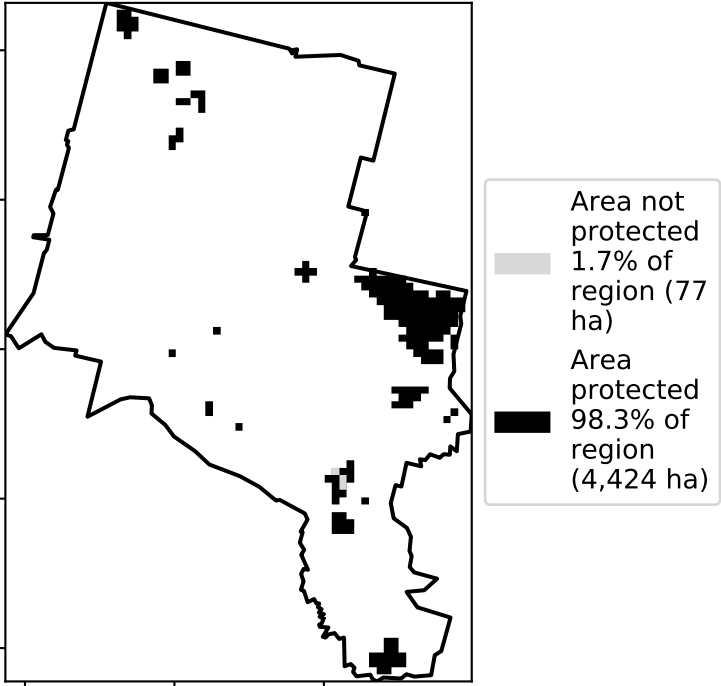 Area not
protected
1.7% of
region (77
ha)
Area
protected
98.3% of
region
(4,424 ha)